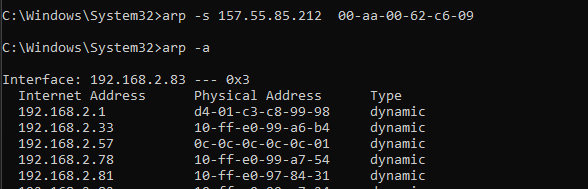 C:\Windows\System32>arp -s 157.55.85.212  00-aa-00-62-c6-09
C:\Windows\System32>arp -a
Interface: 192.168.2.83 --- 0x3
  Internet Address      Physical Address      Type
  192.168.2.1           d4-01-c3-c8-99-98     dynamic
  192.168.2.33          10-ff-e0-99-a6-b4     dynamic
  192.168.2.57          0c-0c-0c-0c-0c-01     dynamic
  192.168.2.78          10-ff-e0-99-a7-54     dynamic
  192.168.2.81          10-ff-e0-97-84-31     dynamic